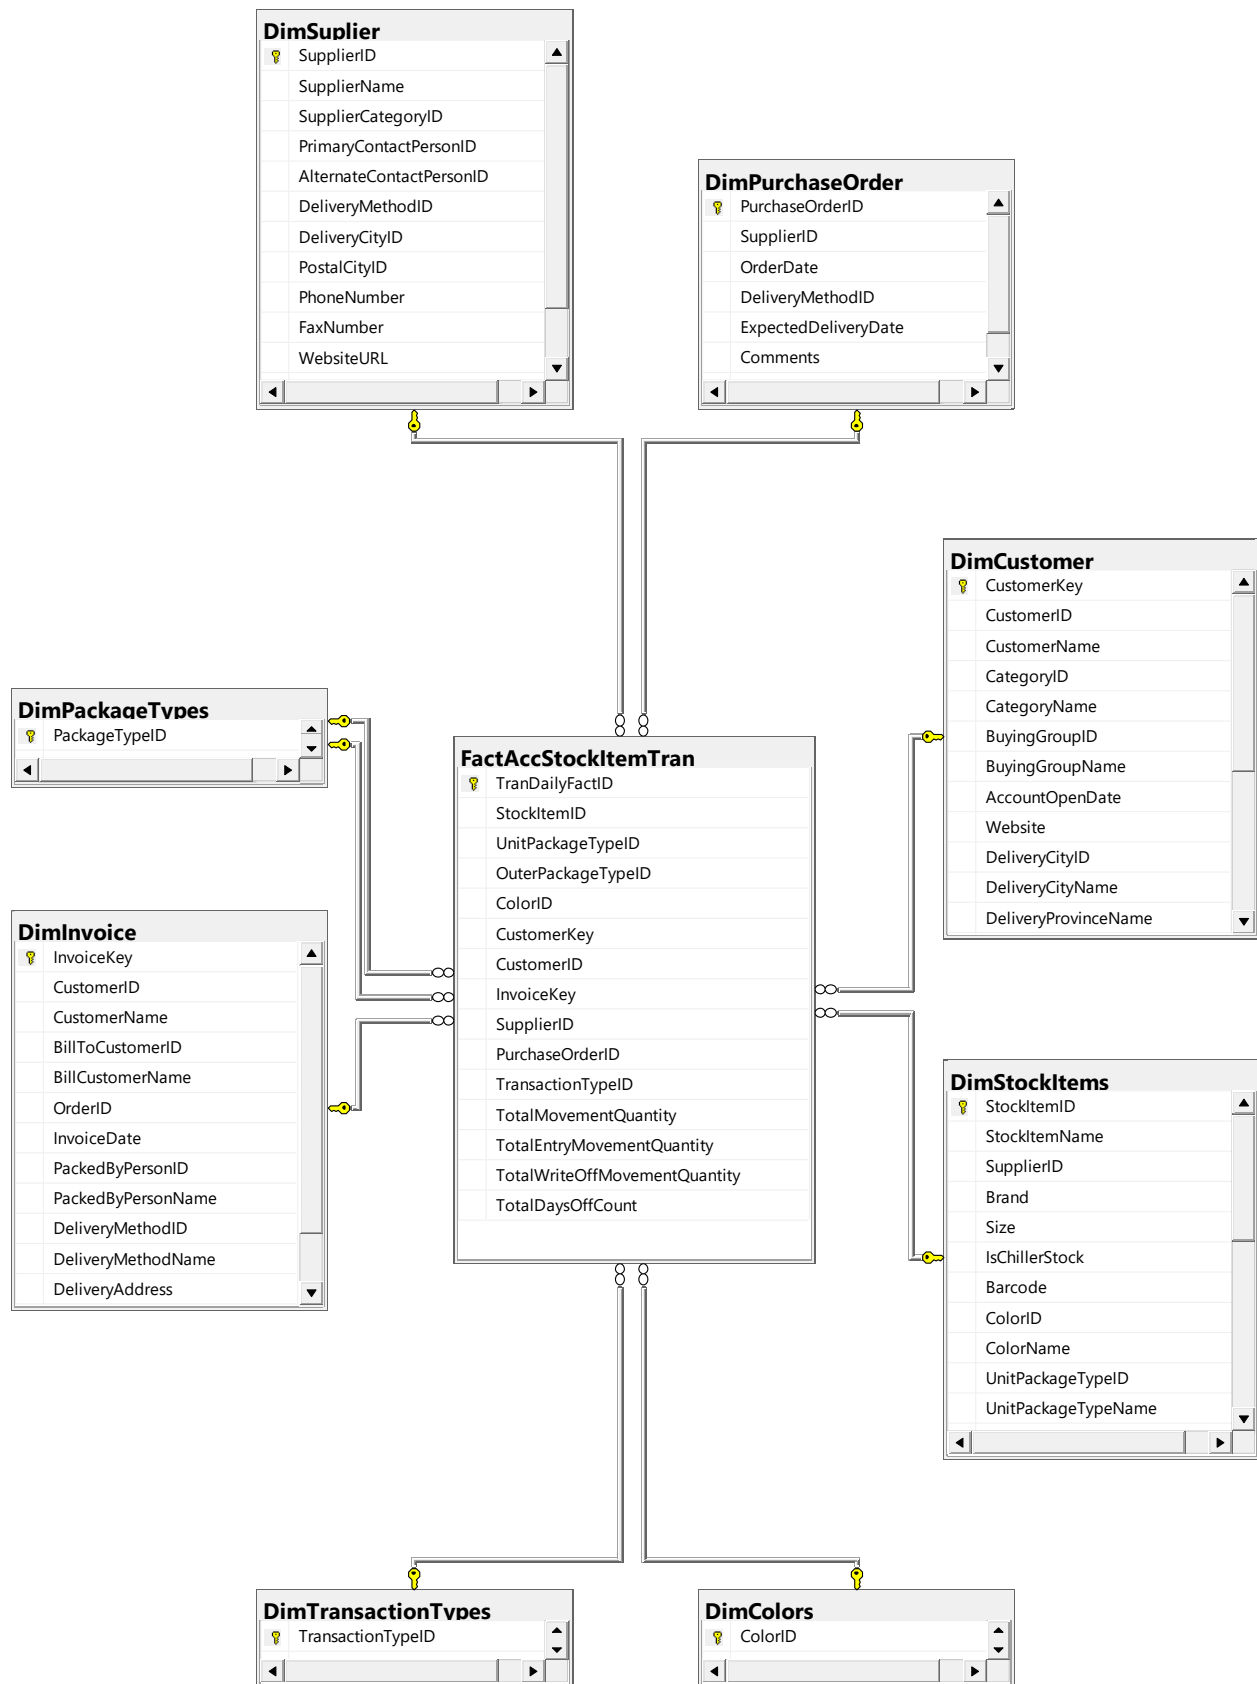 DimSuplier
SupplierID
SupplierName
SupplierCategoryID
PrimaryContactPersonID
AlternateContactPersonID
DeliveryMethodID
DeliveryCityID
PostalCityID
PhoneNumber
FaxNumber
WebsiteURL
DimPurchaseOrder
PurchaseOrderID
SupplierID
OrderDate
DeliveryMethodID
ExpectedDeliveryDate
Comments
DimCustomer
CustomerKey
CustomerID
CustomerName
CategoryID
CategoryName
BuyingGroupID
BuyingGroupName
AccountOpenDate
Website
DeliveryCityID
DeliveryCityName
DeliveryProvinceName
DimPackageTypes
PackageTypeID
FactAccStockItemTran
TranDailyFactID
StockItemID
UnitPackageTypeID
OuterPackageTypeID
ColorID
CustomerKey
CustomerID
InvoiceKey
SupplierID
PurchaseOrderID
TransactionTypeID
TotalMovementQuantity
TotalEntryMovementQuantity
TotalWriteOffMovementQuantity
TotalDaysOffCount
DimInvoice
InvoiceKey
CustomerID
CustomerName
BillToCustomerID
BillCustomerName
OrderID
InvoiceDate
PackedByPersonID
PackedByPersonName
DeliveryMethodID
DeliveryMethodName
DeliveryAddress
DimStockItems
StockItemID
StockItemName
SupplierID
Brand
Size
IsChillerStock
Barcode
ColorID
ColorName
UnitPackageTypeID
UnitPackageTypeName
DimTransactionTypes
TransactionTypeID
DimColors
ColorID